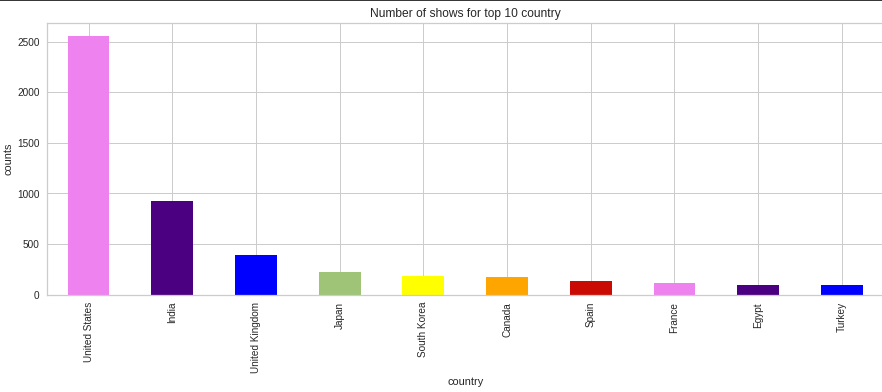 Number of shows for top 10 country
counts
2500
2000
1500
1000
500
0
United States
India
United Kingdom
Japan
South Korea
Canada
Spain
France
Egypt
Turkey
country